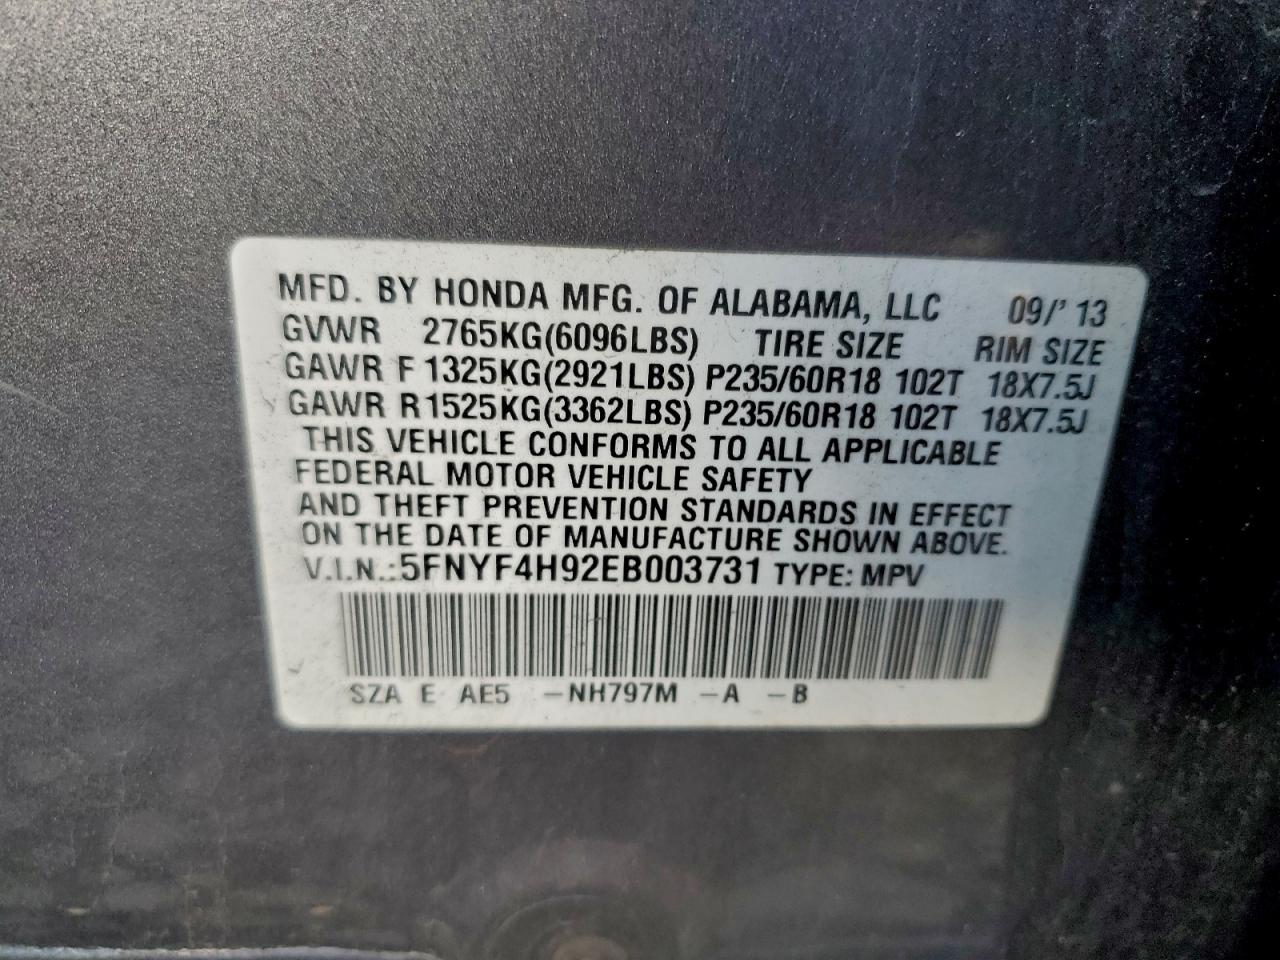 MFD. BY HONDA MFG. OF ALABAMA, LLC 09/'13
GVWR 2765KG(6096LBS) TIRE SIZE RIM SIZE
GAWR F 1325KG(2921LBS) P235/60R18 102T 18X7.5J
GAWR R1525KG(3362LBS) P235/60R18 102T 18X7.5J
THIS VEHICLE CONFORMS TO ALL APPLICABLE
FEDERAL MOTOR VEHICLE SAFETY
AND THEFT PREVENTION STANDARDS IN EFFECT
ON THE DATE OF MANUFACTURE SHOWN ABOVE.
V.I.N.:5FNYF4H92EB003731 TYPE: MPV
SZA E AE5 -NH797M -A -B